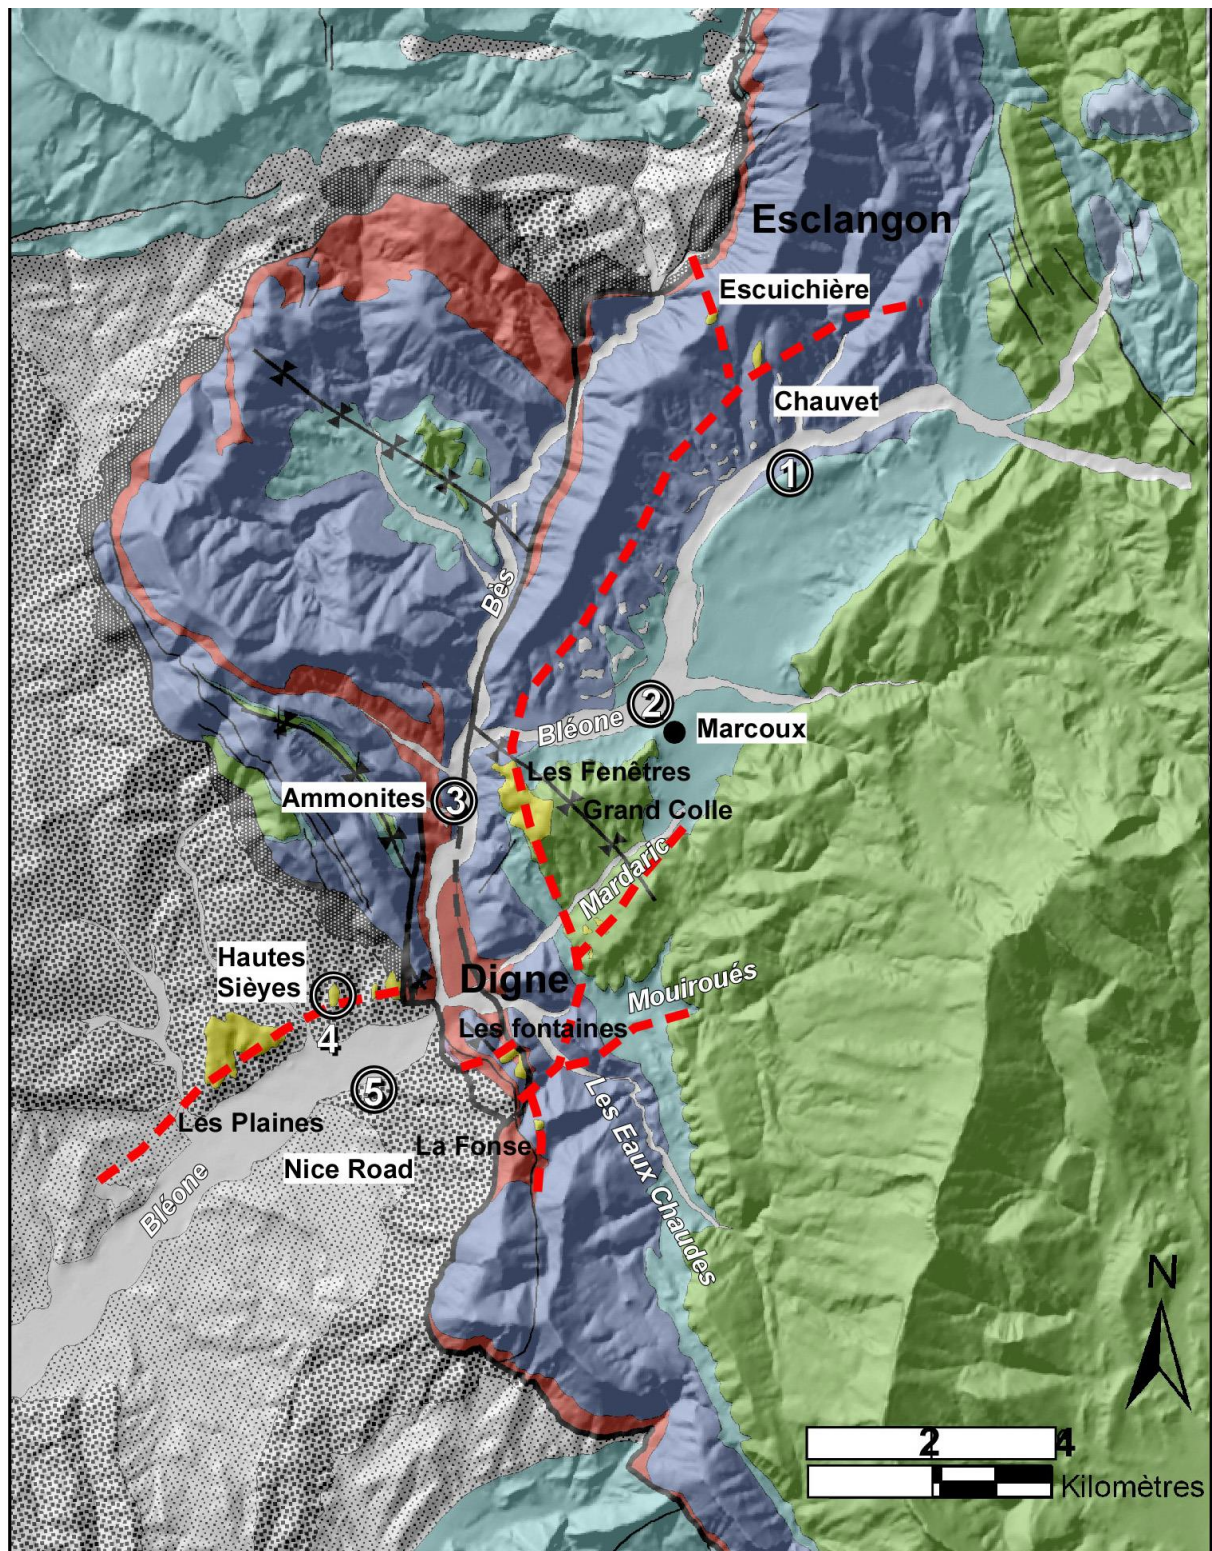 Esclangon
Escuichière
Chauvet
1
Bès
2
Bléone
Marcoux
Les Fenêtres
Ammonites
3
Grand Colle
Mardaric
Hautes
Sièyes
Digne
Mouiroués
4
Les fontaines
5
Les Plaines
La Fonse
Les Eaux Chaudes
Nice Road
Bléone
N
2 4
Kilomètres